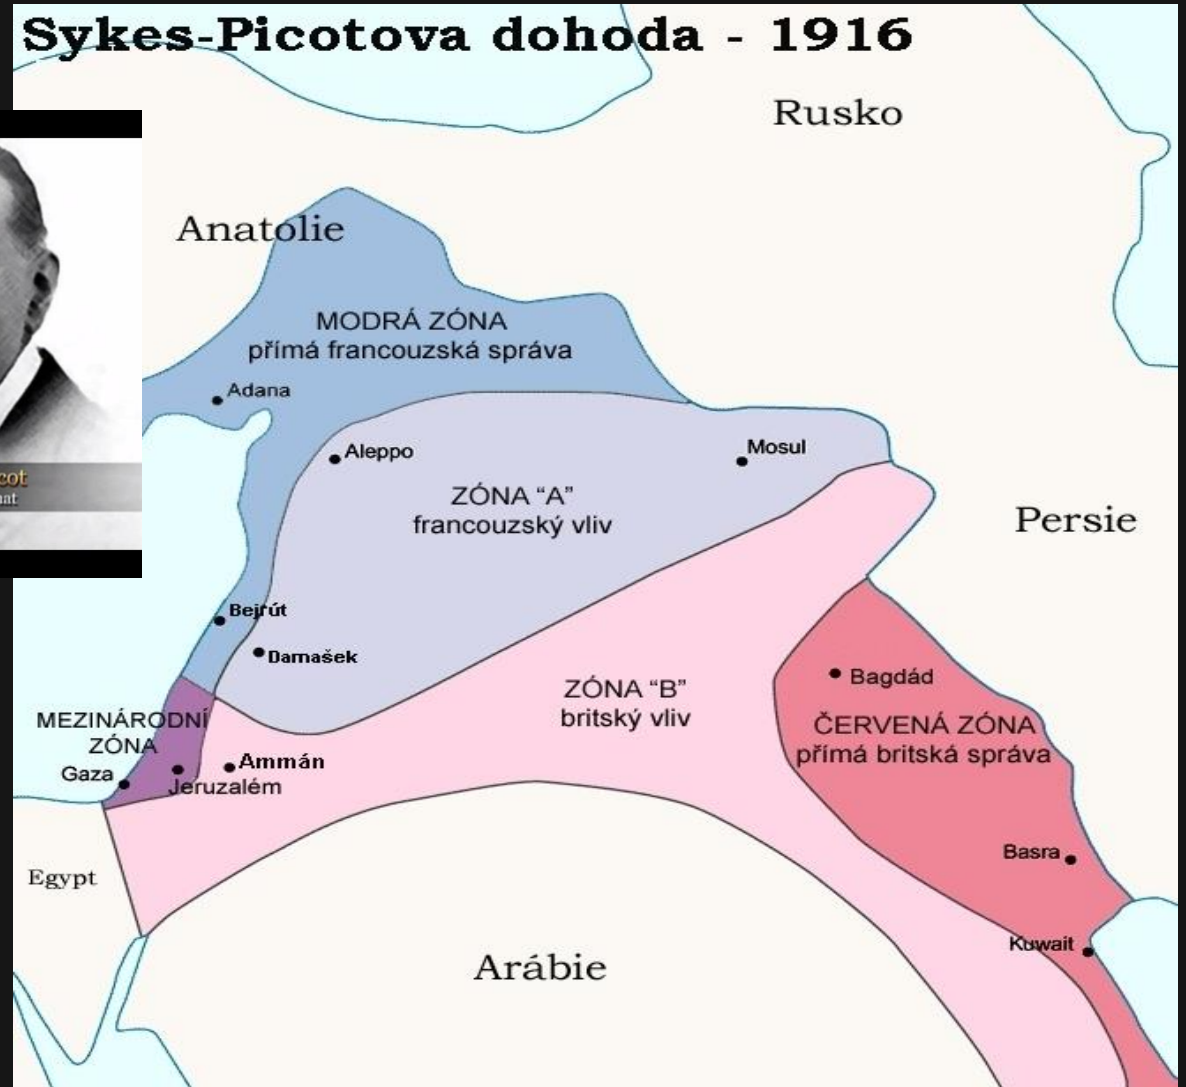 Sykes-Picotova dohoda - 1916
Rusko
Anatolie
MODRÁ ZÓNA
přímá francouzská správa
Adana
Aleppo
Mosul
ZÓNA “A”
francouzský vliv
Persie
Bejrút
Damašek
ZÓNA “B”
britský vliv
Bagdád
ČERVENÁ ZÓNA
přímá britská správa
MEZINÁRODNÍ
ZÓNA
Gaza
Jeruzalém
Ammán
Basra
Egypt
Kuwait
Arábie